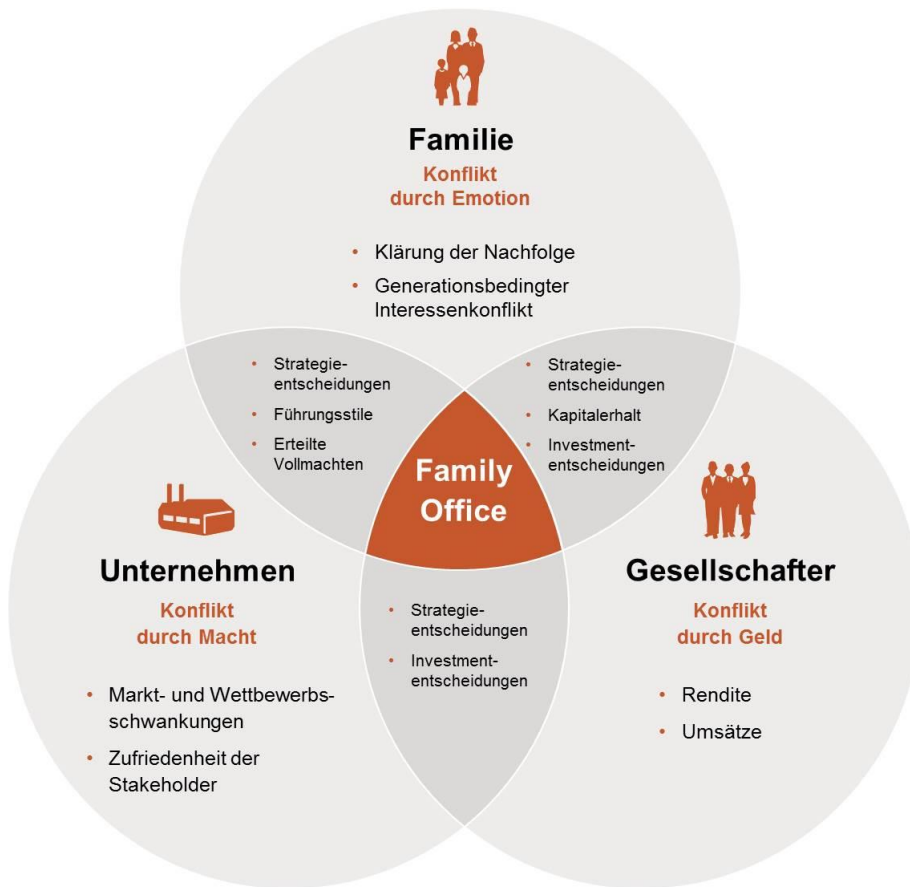 Familie
Konflikt
durch Emotion
• Klärung der Nachfolge
• Generationsbedingter
Interessenkonflikt
• Strategie-
entscheidungen
• Führungsstile
• Erteilte
Vollmachten
• Strategie-
entscheidungen
• Kapitalerhalt
• Investment-
entscheidungen
Family
Office
Unternehmen
Konflikt
durch Macht
• Markt- und Wettbewerbs-
schwankungen
• Zufriedenheit der
Stakeholder
• Strategie-
entscheidungen
• Investment-
entscheidungen
Gesellschafter
Konflikt
durch Geld
• Rendite
• Umsätze